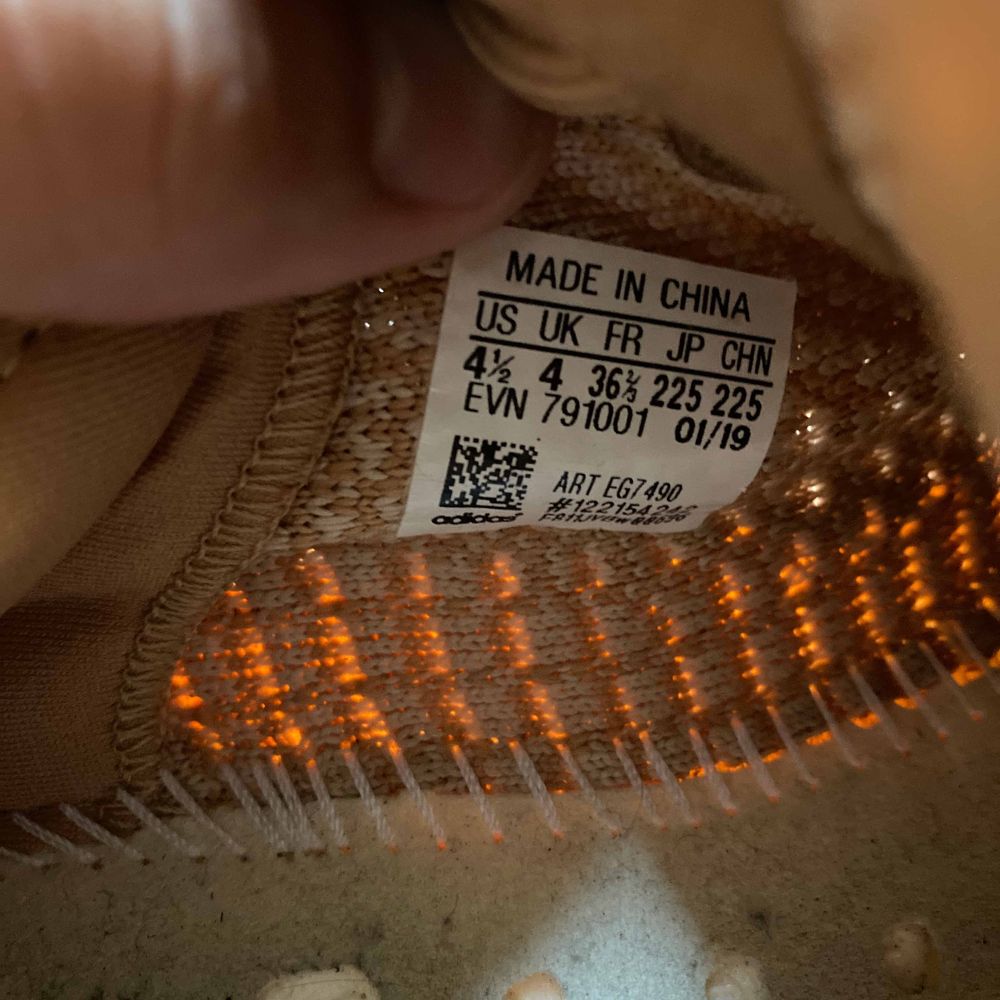 MADE IN CHINA
US UK FR JP CHN
4½ 4 36⅔ 225 225
EVN 791001 01/19
ART EG7490
#122154242
adidas